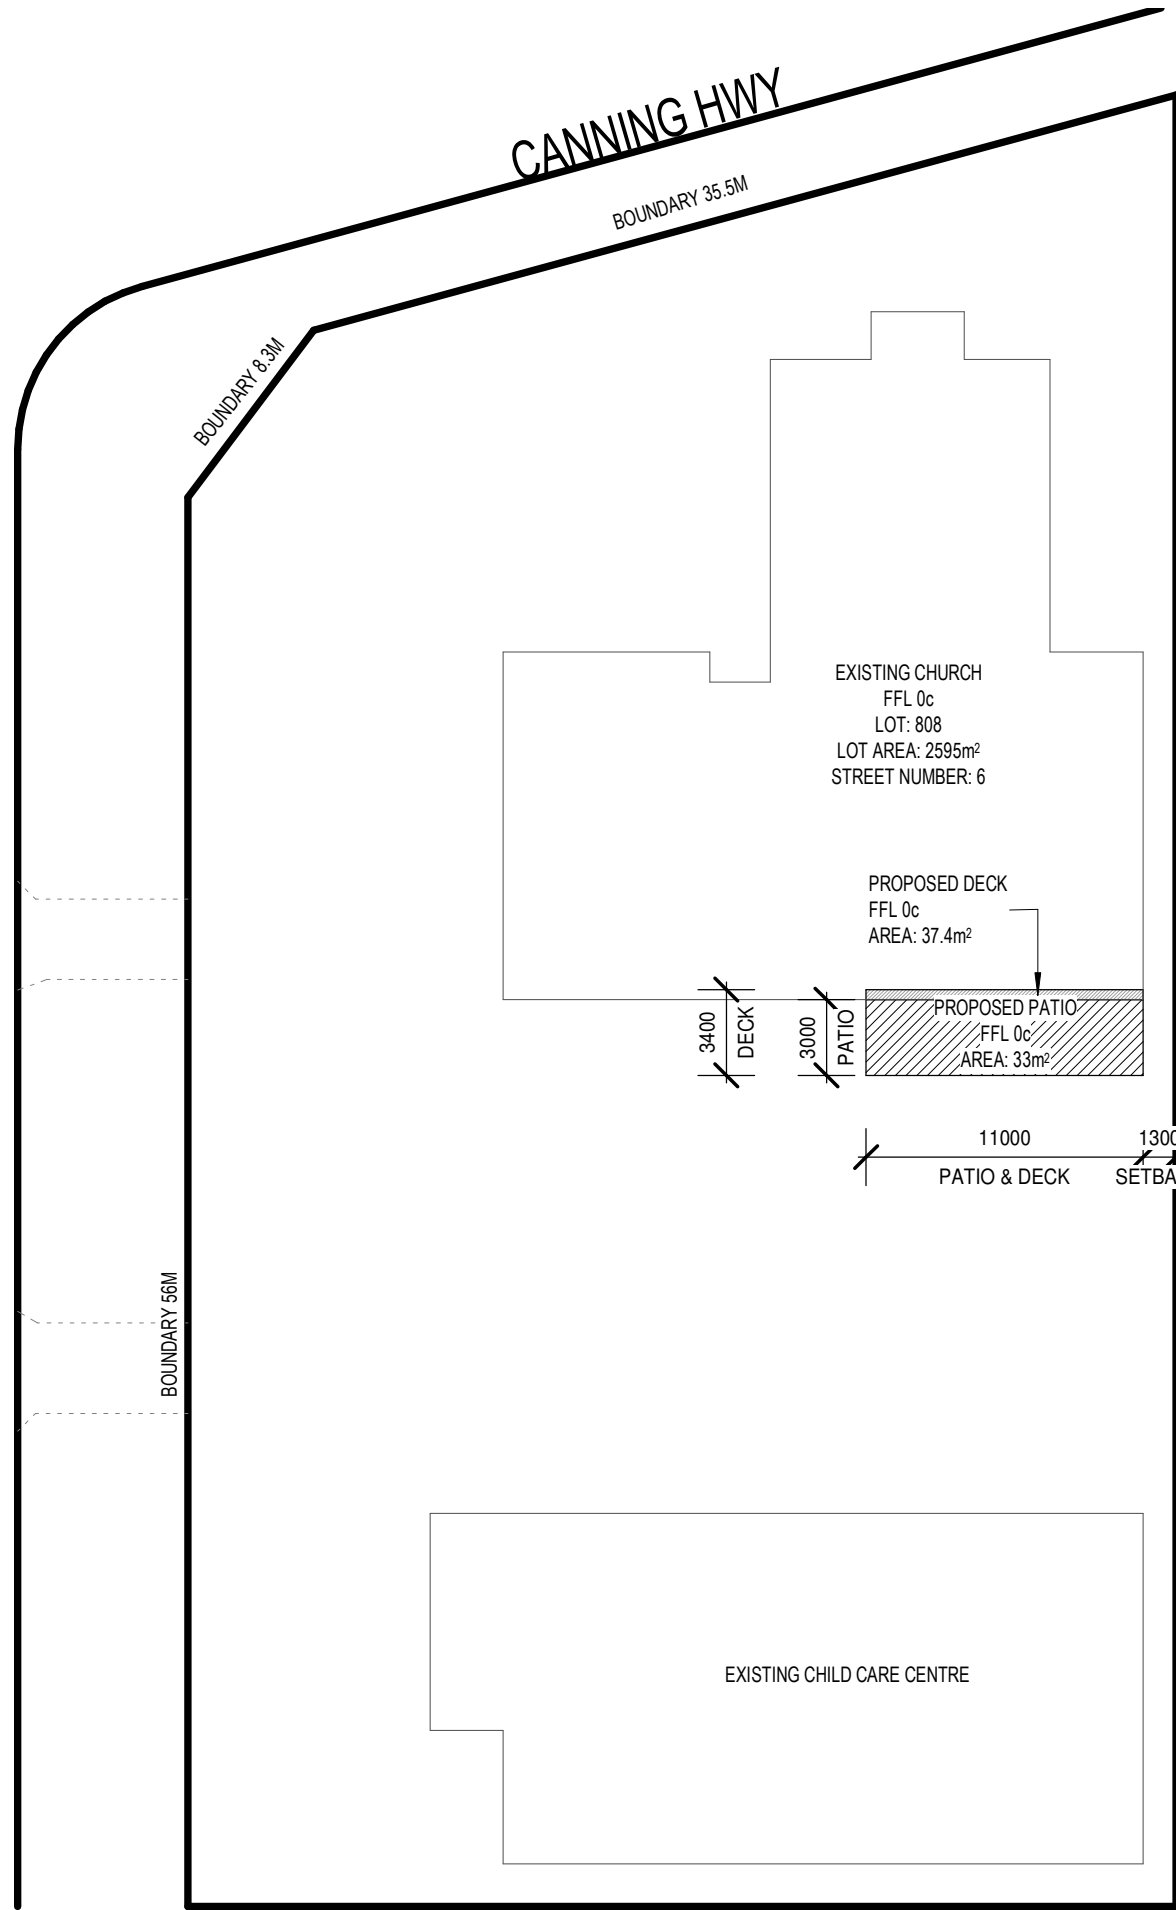 CANNING HWY
BOUNDARY 35.5M
BOUNDARY 8.3M
EXISTING CHURCH
FFL 0c
LOT: 808
LOT AREA: 2595m²
STREET NUMBER: 6
PROPOSED DECK
FFL 0c
AREA: 37.4m²
3400
DECK
3000
PATIO
PROPOSED PATIO
FFL 0c
AREA: 33m²
11000
1300
PATIO & DECK
SETBA
BOUNDARY 56M
EXISTING CHILD CARE CENTRE